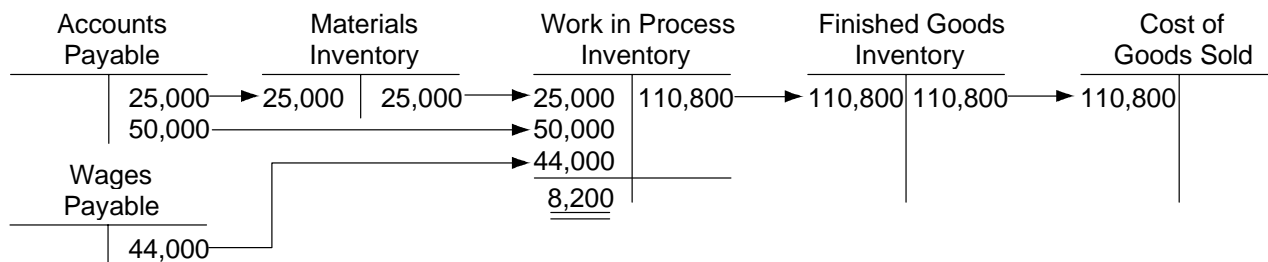 Accounts Payable
Materials Inventory
Work in Process Inventory
Finished Goods Inventory
Cost of Goods Sold
25,000 25,000 25,000 25,000 110,800 110,800 110,800 110,800
50,000 50,000
44,000
Wages Payable
8,200
44,000